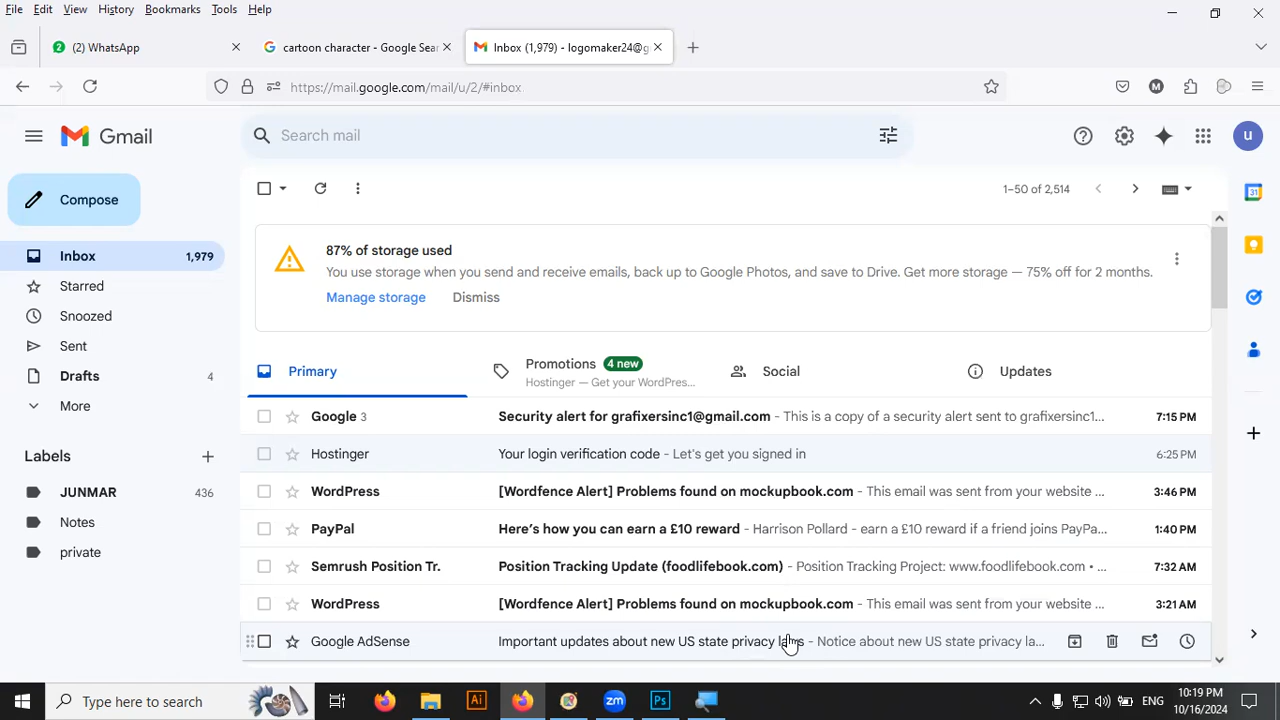 File Edit View History Bookmarks Tools Help
(2) WhatsApp
cartoon character - Google Sear
Inbox (1,979) - logomaker24@g
https://mail.google.com/mail/u/2/#inbox
M
Gmail
Search mail
u
Compose
1–50 of 2,514
31
87% of storage used
You use storage when you send and receive emails, back up to Google Photos, and save to Drive. Get more storage — 75% off for 2 months.
Manage storage Dismiss
Inbox 1,979
Starred
Snoozed
Sent
Drafts 4
More
Labels
JUNMAR 436
Notes
private
Primary
Promotions 4 new
Hostinger — Get your WordPres...
Social
Updates
Google 3 Security alert for grafixersinc1@gmail.com - This is a copy of a security alert sent to grafixersinc1... 7:15 PM
Hostinger Your login verification code - Let's get you signed in 6:25 PM
WordPress [Wordfence Alert] Problems found on mockupbook.com - This email was sent from your website ... 3:46 PM
PayPal Here's how you can earn a £10 reward - Harrison Pollard - earn a £10 reward if a friend joins PayPa... 1:40 PM
Semrush Position Tr. Position Tracking Update (foodlifebook.com) - Position Tracking Project: www.foodlifebook.com • ... 7:32 AM
WordPress [Wordfence Alert] Problems found on mockupbook.com - This email was sent from your website ... 3:21 AM
Google AdSense Important updates about new US state privacy laws - Notice about new US state privacy la...
Type here to search
Ai
zm
Ps
ENG
10:19 PM
10/16/2024